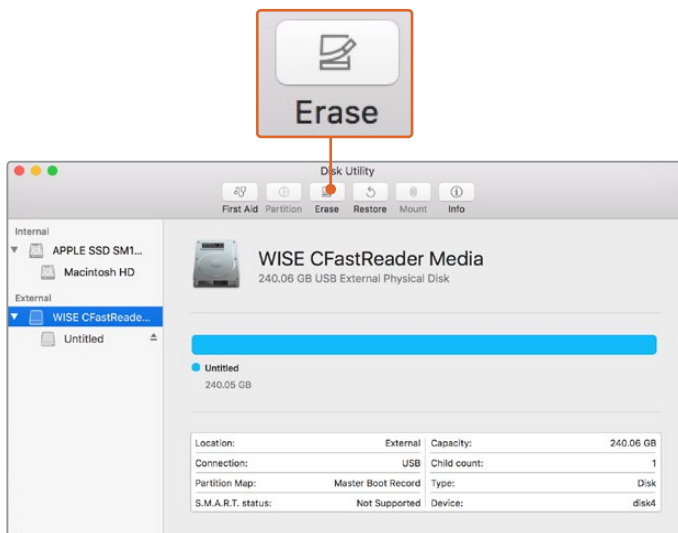 Erase
Disk Utility
First Aid Partition Erase Restore Mount Info
Internal
APPLE SSD SM1...
Macintosh HD
External
WISE CFastReade...
Untitled
WISE CFastReader Media
240.06 GB USB External Physical Disk
Untitled
240.05 GB
Location: External Capacity: 240.06 GB
Connection: USB Child count: 1
Partition Map: Master Boot Record Type: Disk
S.M.A.R.T. status: Not Supported Device: disk4